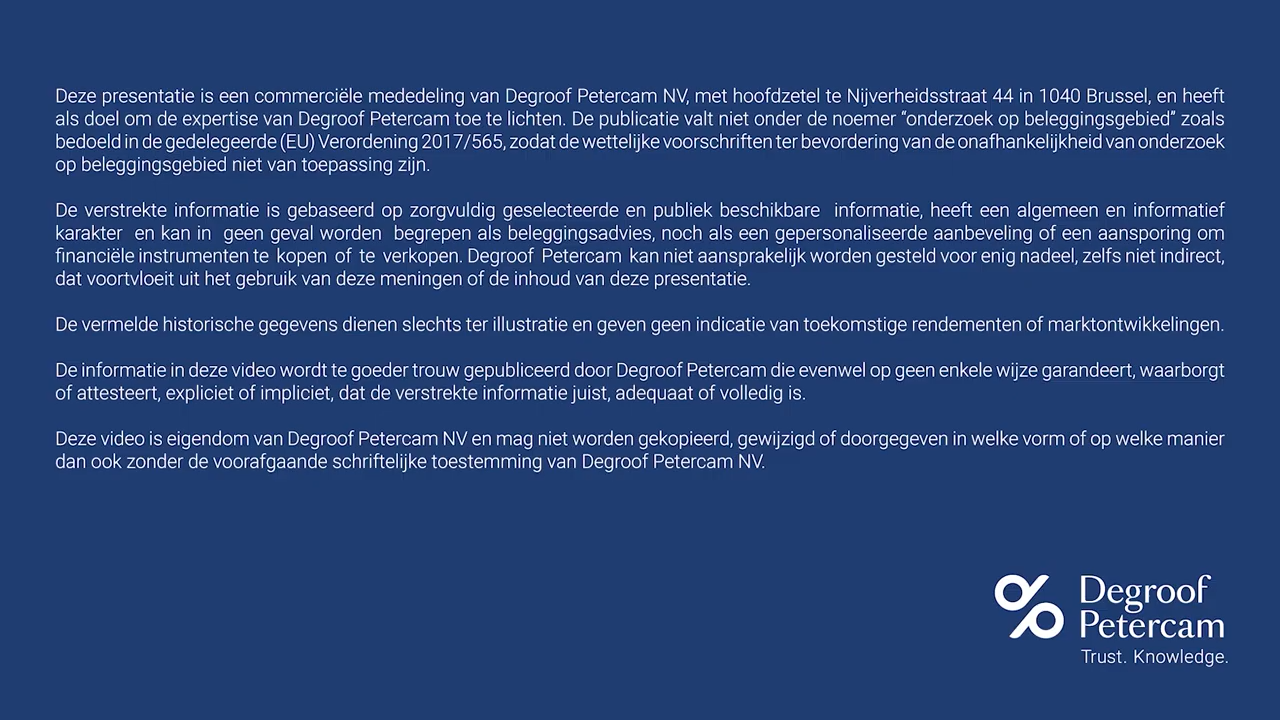 Deze presentatie is een commerciële mededeling van Degroof Petercam NV, met hoofdzetel te Nijverheidsstraat 44 in 1040 Brussel, en heeft
als doel om de expertise van Degroof Petercam toe te lichten. De publicatie valt niet onder de noemer “onderzoek op beleggingsgebied” zoals
bedoeld in de gedelegeerde (EU) Verordening 2017/565, zodat de wettelijke voorschriften ter bevordering van de onafhankelijkheid van onderzoek
op beleggingsgebied niet van toepassing zijn.
De verstrekte informatie is gebaseerd op zorgvuldig geselecteerde en publiek beschikbare informatie, heeft een algemeen en informatief
karakter en kan in geen geval worden begrepen als beleggingsadvies, noch als een gepersonaliseerde aanbeveling of een aansporing om
financiële instrumenten te kopen of te verkopen. Degroof Petercam kan niet aansprakelijk worden gesteld voor enig nadeel, zelfs niet indirect,
dat voortvloeit uit het gebruik van deze meningen of de inhoud van deze presentatie.
De vermelde historische gegevens dienen slechts ter illustratie en geven geen indicatie van toekomstige rendementen of marktontwikkelingen.
De informatie in deze video wordt te goeder trouw gepubliceerd door Degroof Petercam die evenwel op geen enkele wijze garandeert, waarborgt
of attesteert, expliciet of impliciet, dat de verstrekte informatie juist, adequaat of volledig is.
Deze video is eigendom van Degroof Petercam NV en mag niet worden gekopieerd, gewijzigd of doorgegeven in welke vorm of op welke manier
dan ook zonder de voorafgaande schriftelijke toestemming van Degroof Petercam NV.
Degroof
Petercam
Trust. Knowledge.